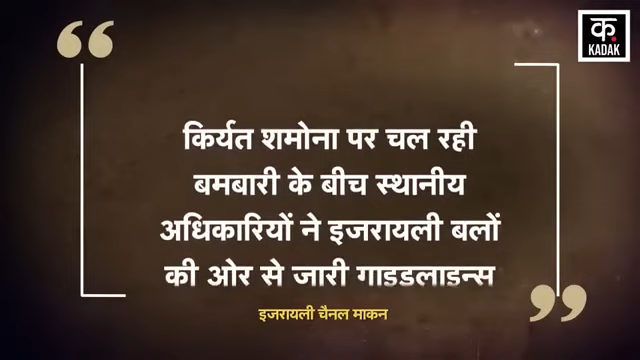 क
KADAK
किर्यत शमोना पर चल रही
बमबारी के बीच स्थानीय
अधिकारियों ने इजरायली बलों
की ओर से जारी गाइडलाइन्स
इजरायली चैनल माकन